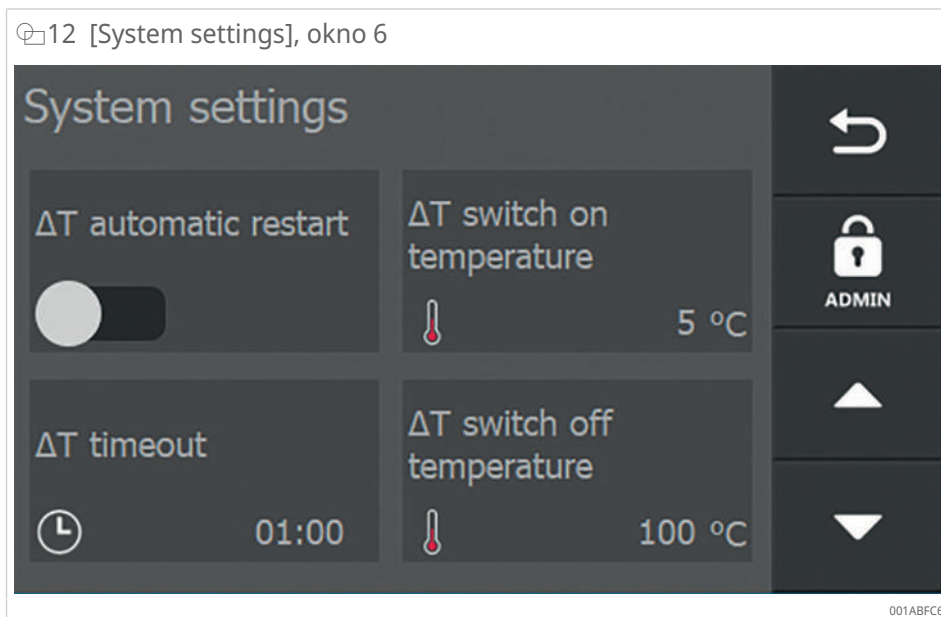 12 [System settings], okno 6
System settings
ΔT automatic restart
ΔT switch on
temperature
5 °C
ADMIN
ΔT timeout
01:00
ΔT switch off
temperature
100 °C
001ABFC6